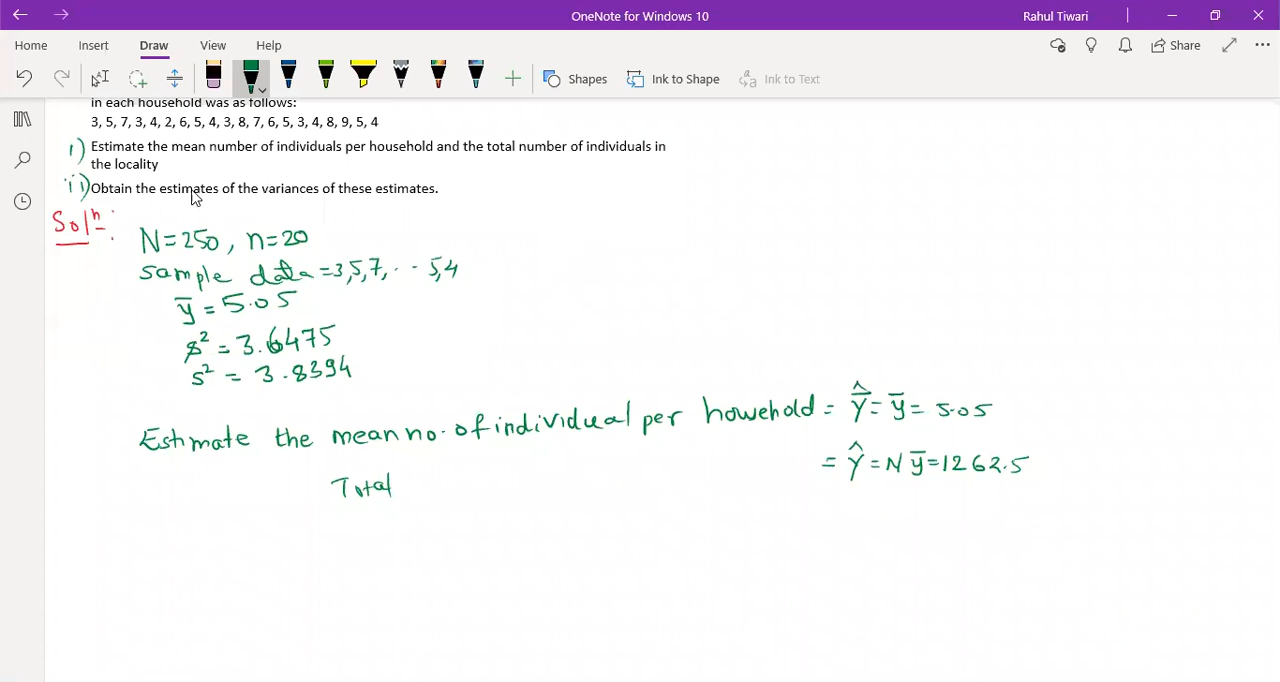 OneNote for Windows 10
Rahul Tiwari
Home Insert Draw View Help
Share
Shapes Ink to Shape Ink to Text
in each household was as follows:
3, 5, 7, 3, 4, 2, 6, 5, 4, 3, 8, 7, 6, 5, 3, 4, 8, 9, 5, 4
i) Estimate the mean number of individuals per household and the total number of individuals in
the locality
ii) Obtain the estimates of the variances of these estimates.
Solⁿ:
N=250, n=20
sample data =3,5,7,..5,4
y̅ = 5.05
s² = 3.6475
s² = 3.8394
Estimate the mean no. of individual per household = Y̅̂ = y̅ = 5.05
Total = Ŷ = N y̅ = 1262.5